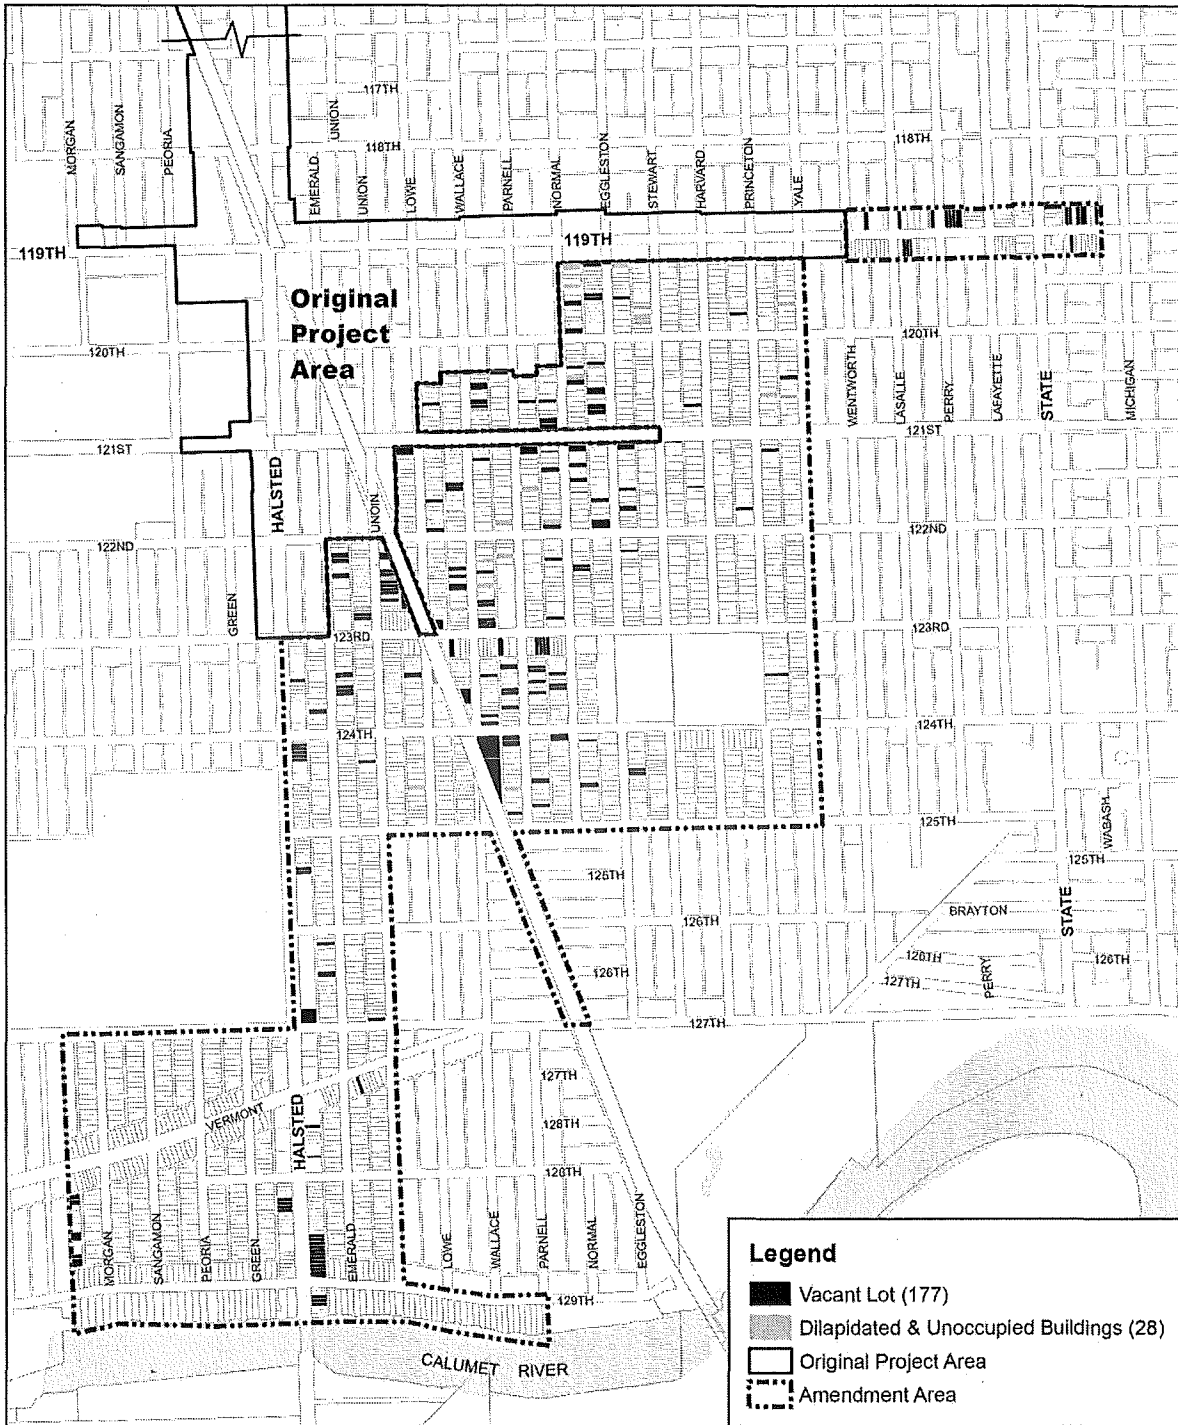 117TH
MORGAN
SANGAMON
PEORIA
UNION
118TH
118TH
EMERALD
UNION
LOWE
WALLACE
PARNELL
NORMAL
EGGLESTON
STEWART
HARVARD
PRINCETON
YALE
119TH
119TH
Original
Project
Area
120TH
120TH
WENTWORTH
LASALLE
PERRY
LAFAYETTE
STATE
MICHIGAN
121ST
121ST
HALSTED
UNOIN
122ND
122ND
GREEN
123RD
123RD
124TH
124TH
WABASH
125TH
125TH
125TH
STATE
BRAYTON
126TH
126TH
126TH
126TH
127TH
PERRY
127TH
127TH
VERMONT
HALSTED
128TH
128TH
MORGAN
SANGAMON
PEORIA
GREEN
EMERALD
LOWE
WALLACE
PARNELL
NORMAL
EGGLESTON
129TH
CALUMET RIVER
Legend
Vacant Lot (177)
Dilapidated & Unoccupied Buildings (28)
Original Project Area
Amendment Area